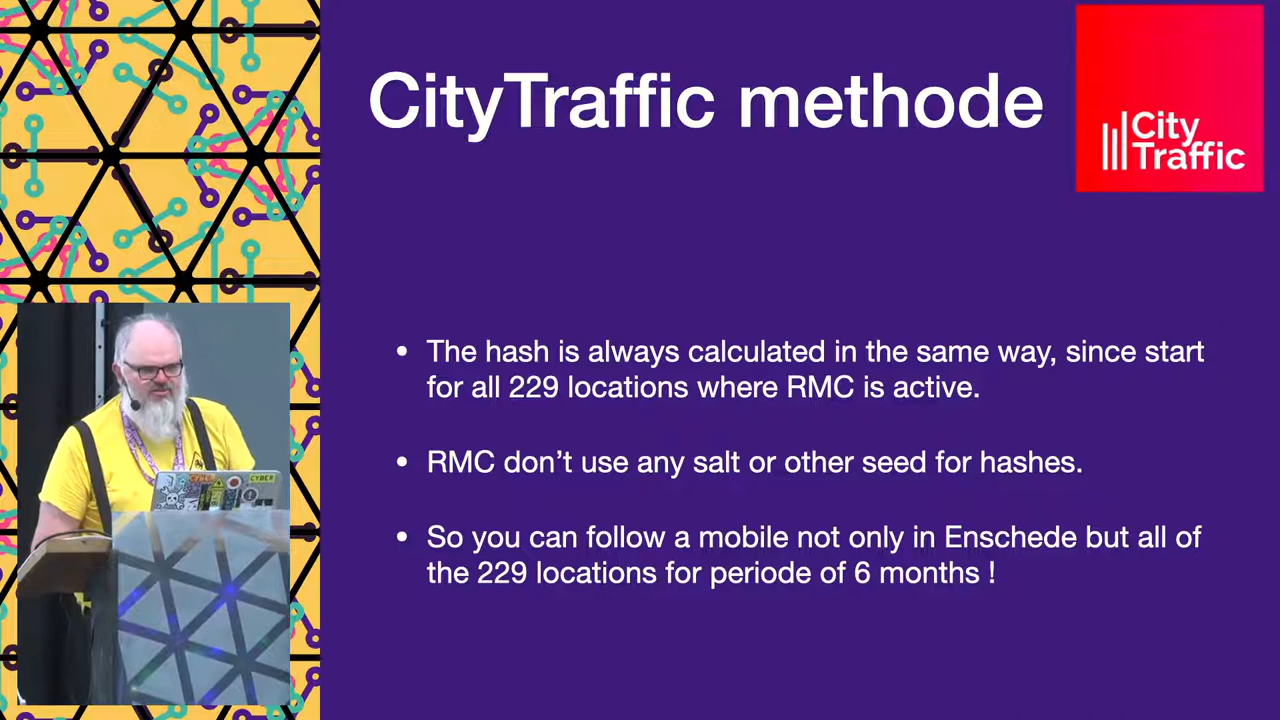 CityTraffic methode
City
Traffic
• The hash is always calculated in the same way, since start
for all 229 locations where RMC is active.
• RMC don't use any salt or other seed for hashes.
• So you can follow a mobile not only in Enschede but all of
the 229 locations for periode of 6 months !
CYBER